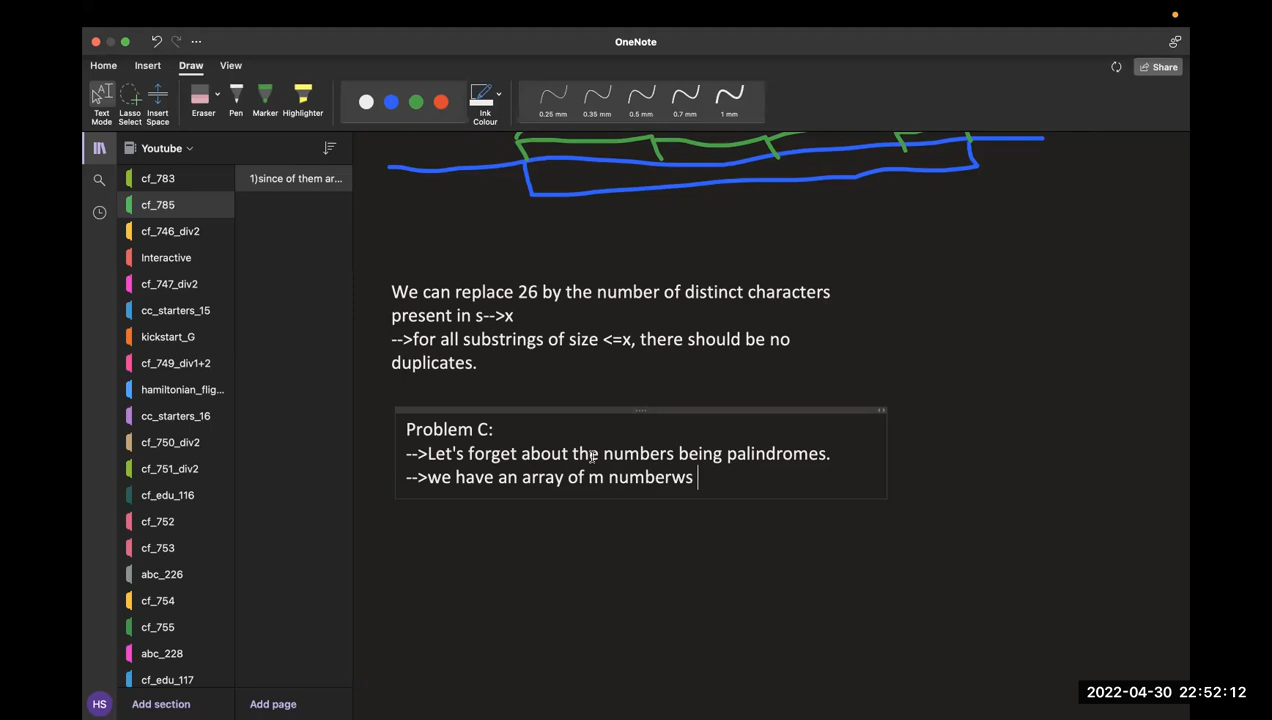 OneNote
Home Insert Draw View
Share
Text Mode
Lasso Select
Insert Space
Eraser
Pen
Marker
Highlighter
Ink Colour
0.25 mm 0.35 mm 0.5 mm 0.7 mm 1 mm
Youtube
cf_783
cf_785
cf_746_div2
Interactive
cf_747_div2
cc_starters_15
kickstart_G
cf_749_div1+2
hamiltonian_flig...
cc_starters_16
cf_750_div2
cf_751_div2
cf_edu_116
cf_752
cf_753
abc_226
cf_754
cf_755
abc_228
cf_edu_117
HS
Add section
1)since of them ar...
Add page
We can replace 26 by the number of distinct characters
present in s-->x
-->for all substrings of size <=x, there should be no
duplicates.
Problem C:
-->Let's forget about the numbers being palindromes.
-->we have an array of m numberws
2022-04-30 22:52:12